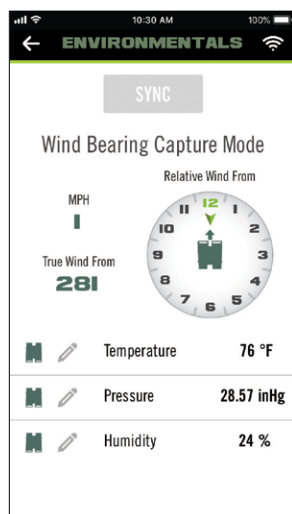 10:30 AM
100%
ENVIRONMENTALS
SYNC
Wind Bearing Capture Mode
Relative Wind From
MPH
1
True Wind From
281
12
1
2
3
4
5
6
7
8
9
10
11
Temperature 76 °F
Pressure 28.57 inHg
Humidity 24 %